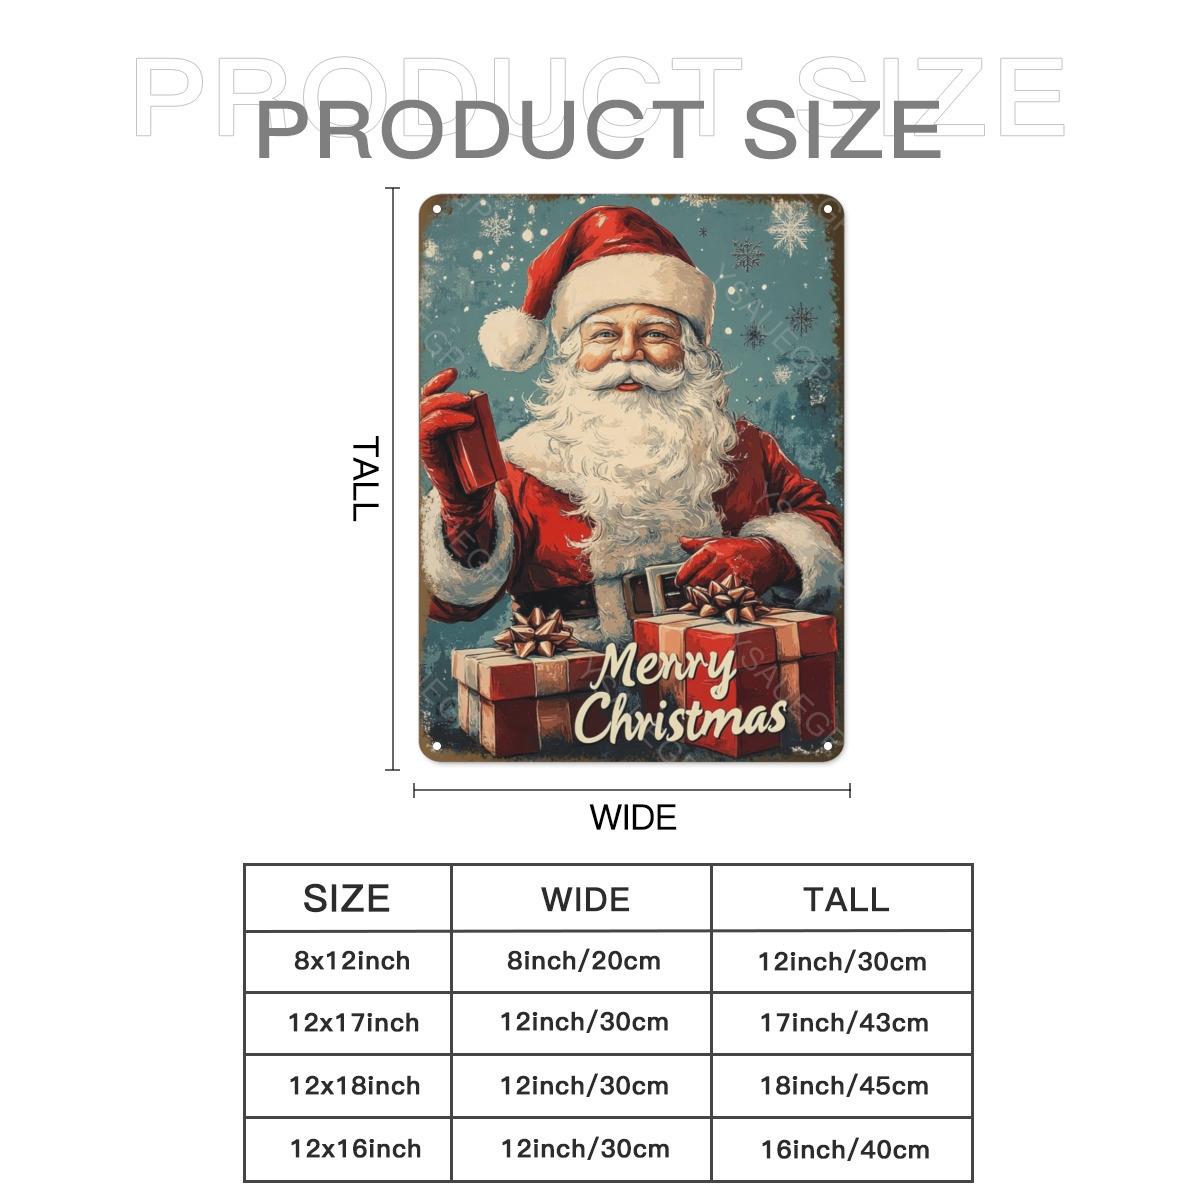 PRODUCT SIZE
PRODUCT SIZE
TALL
Merry
Christmas
WIDE
SIZE WIDE TALL
8x12inch 8inch/20cm 12inch/30cm
12x17inch 12inch/30cm 17inch/43cm
12x18inch 12inch/30cm 18inch/45cm
12x16inch 12inch/30cm 16inch/40cm